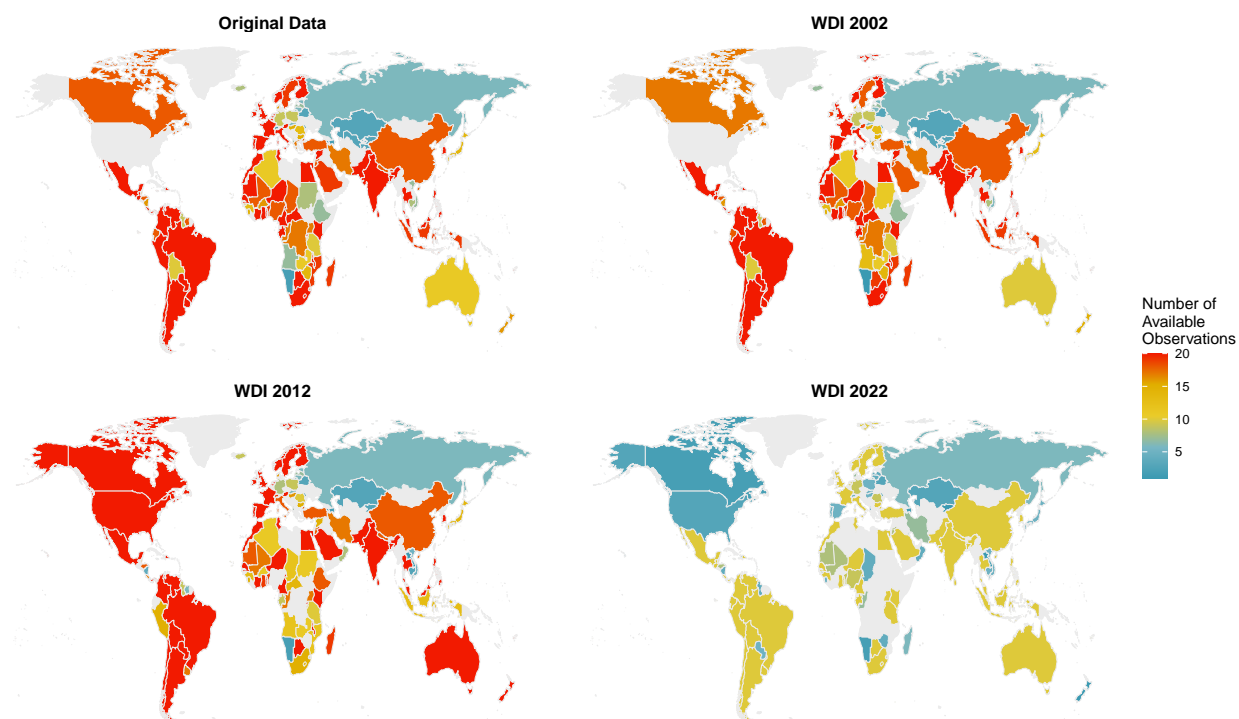 Original Data
WDI 2002
Number of
Available
Observations
20
15
10
5
WDI 2012
WDI 2022